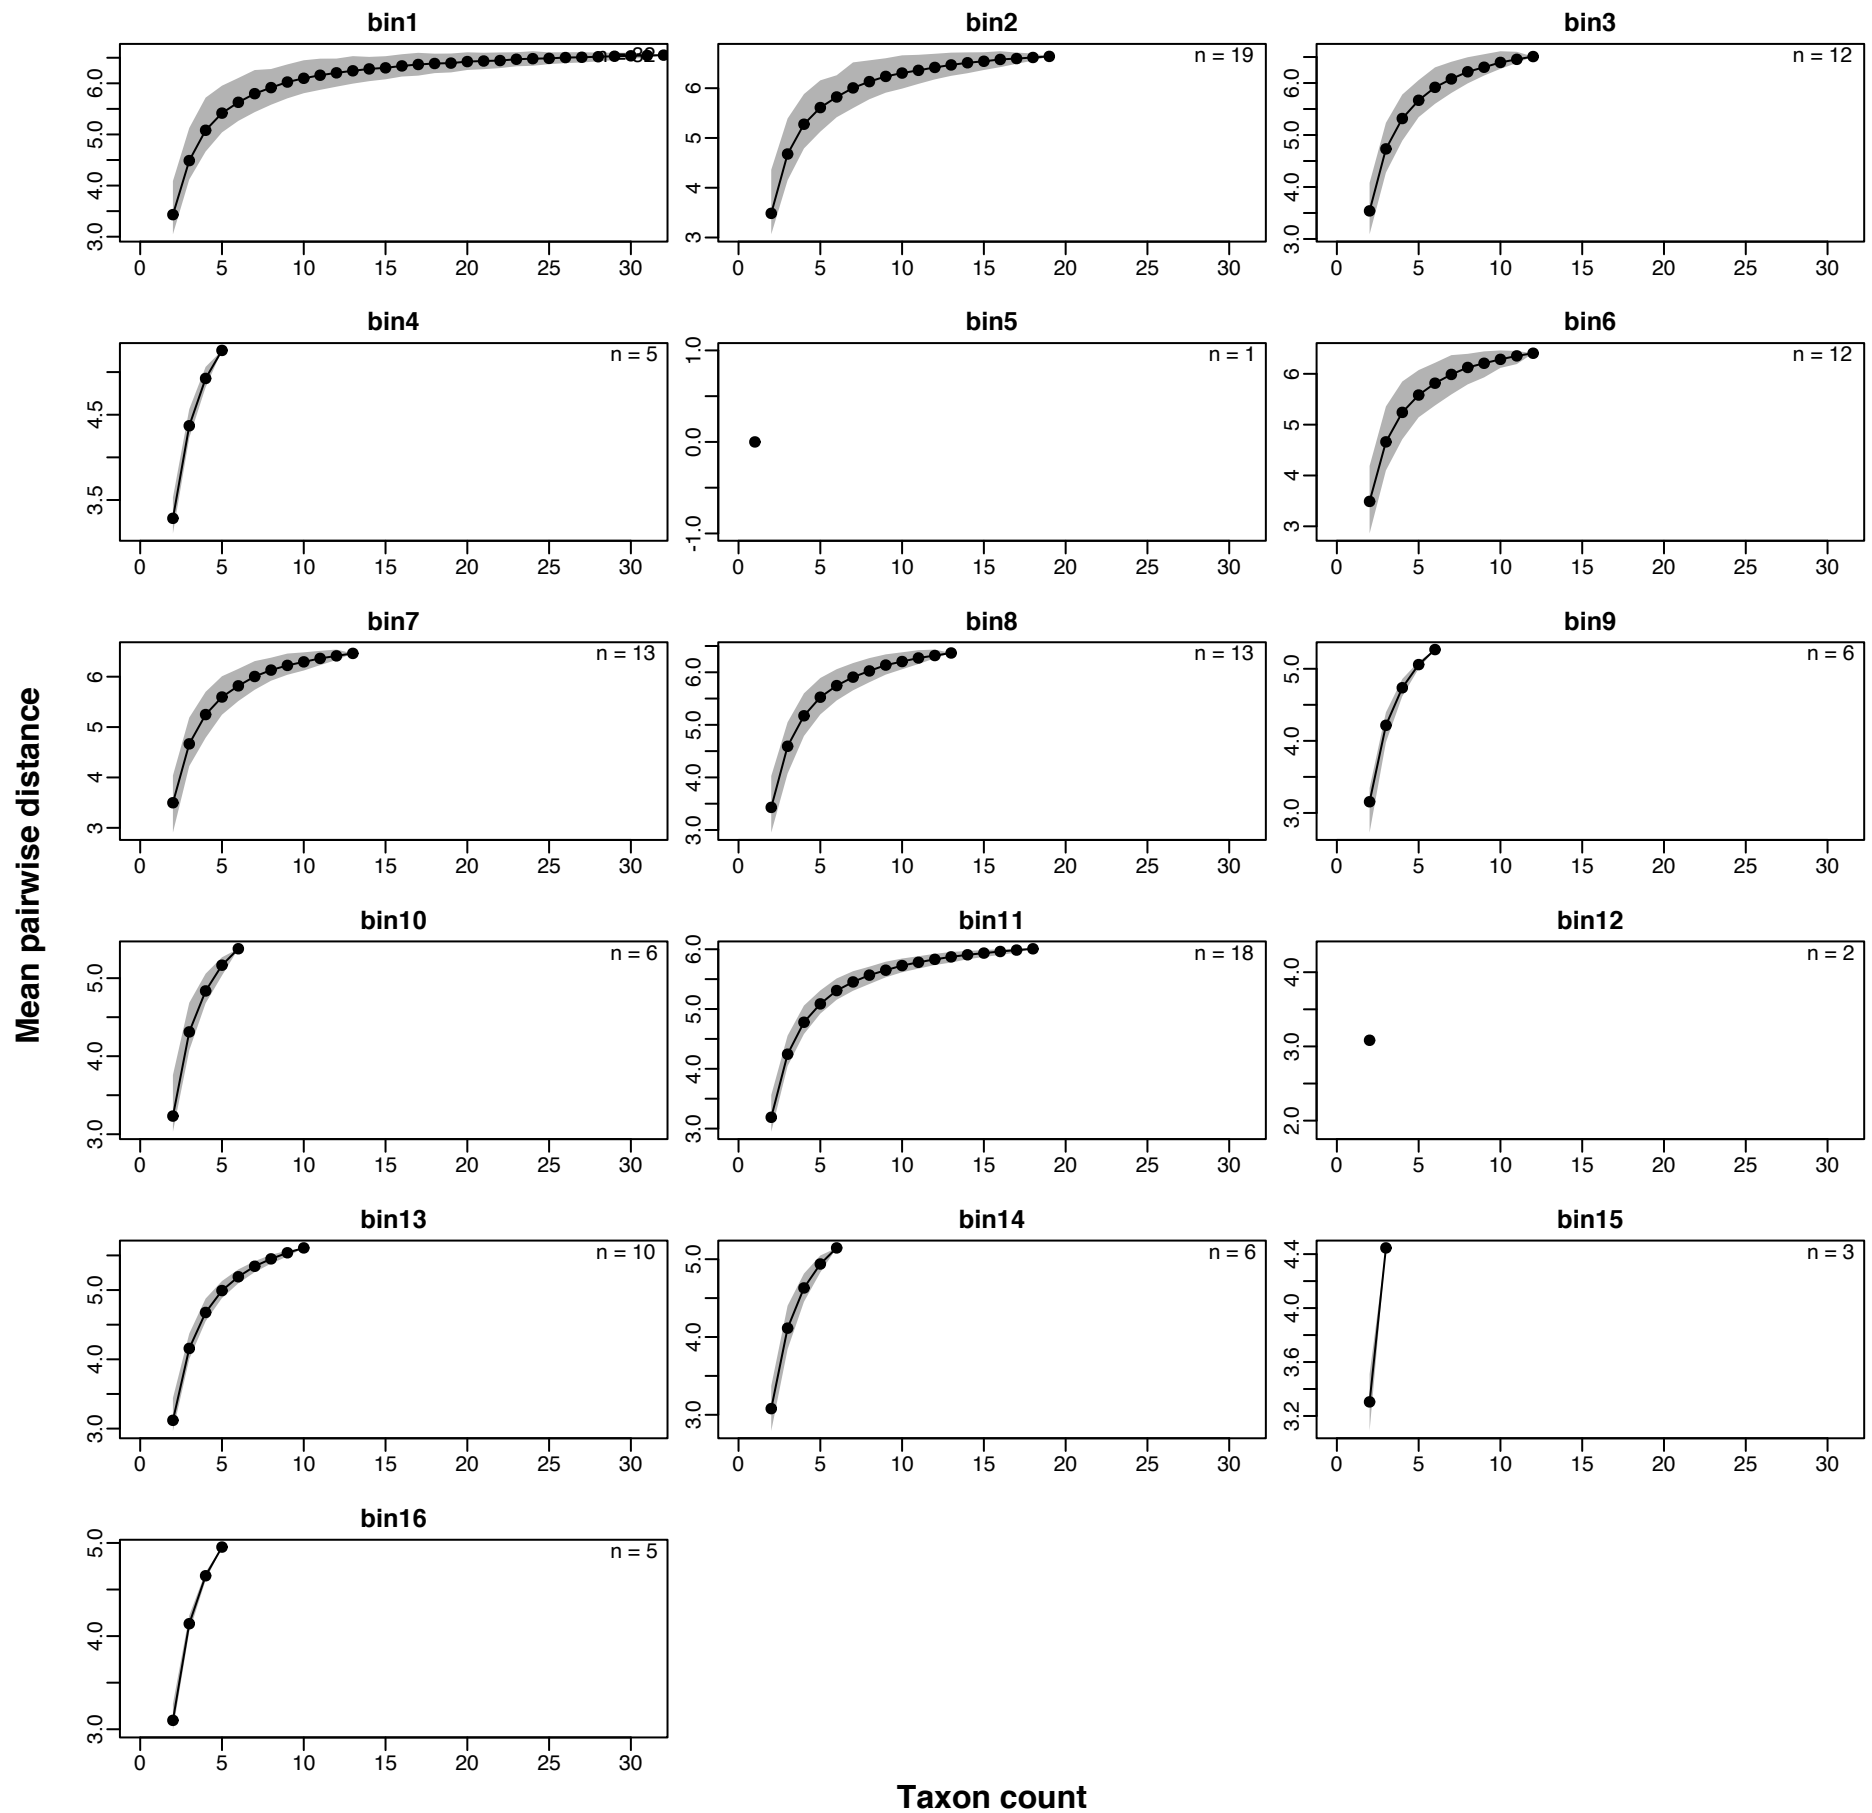 bin1
n = 32
6.0
5.0
4.0
3.0
0 5 10 15 20 25 30
bin2
n = 19
6
5
4
3
0 5 10 15 20 25 30
bin3
n = 12
6.0
5.0
4.0
3.0
0 5 10 15 20 25 30
bin4
n = 5
4.5
3.5
0 5 10 15 20 25 30
bin5
n = 1
1.0
0.0
-1.0
0 5 10 15 20 25 30
bin6
n = 12
6
5
4
3
0 5 10 15 20 25 30
bin7
n = 13
6
5
4
3
0 5 10 15 20 25 30
bin8
n = 13
6.0
5.0
4.0
3.0
0 5 10 15 20 25 30
bin9
n = 6
5.0
4.0
3.0
0 5 10 15 20 25 30
Mean pairwise distance
bin10
n = 6
5.0
4.0
3.0
0 5 10 15 20 25 30
bin11
n = 18
6.0
5.0
4.0
3.0
0 5 10 15 20 25 30
bin12
n = 2
4.0
3.0
2.0
0 5 10 15 20 25 30
bin13
n = 10
5.0
4.0
3.0
0 5 10 15 20 25 30
bin14
n = 6
5.0
4.0
3.0
0 5 10 15 20 25 30
bin15
n = 3
4.4
4.0
3.6
3.2
0 5 10 15 20 25 30
bin16
n = 5
5.0
4.0
3.0
0 5 10 15 20 25 30
Taxon count